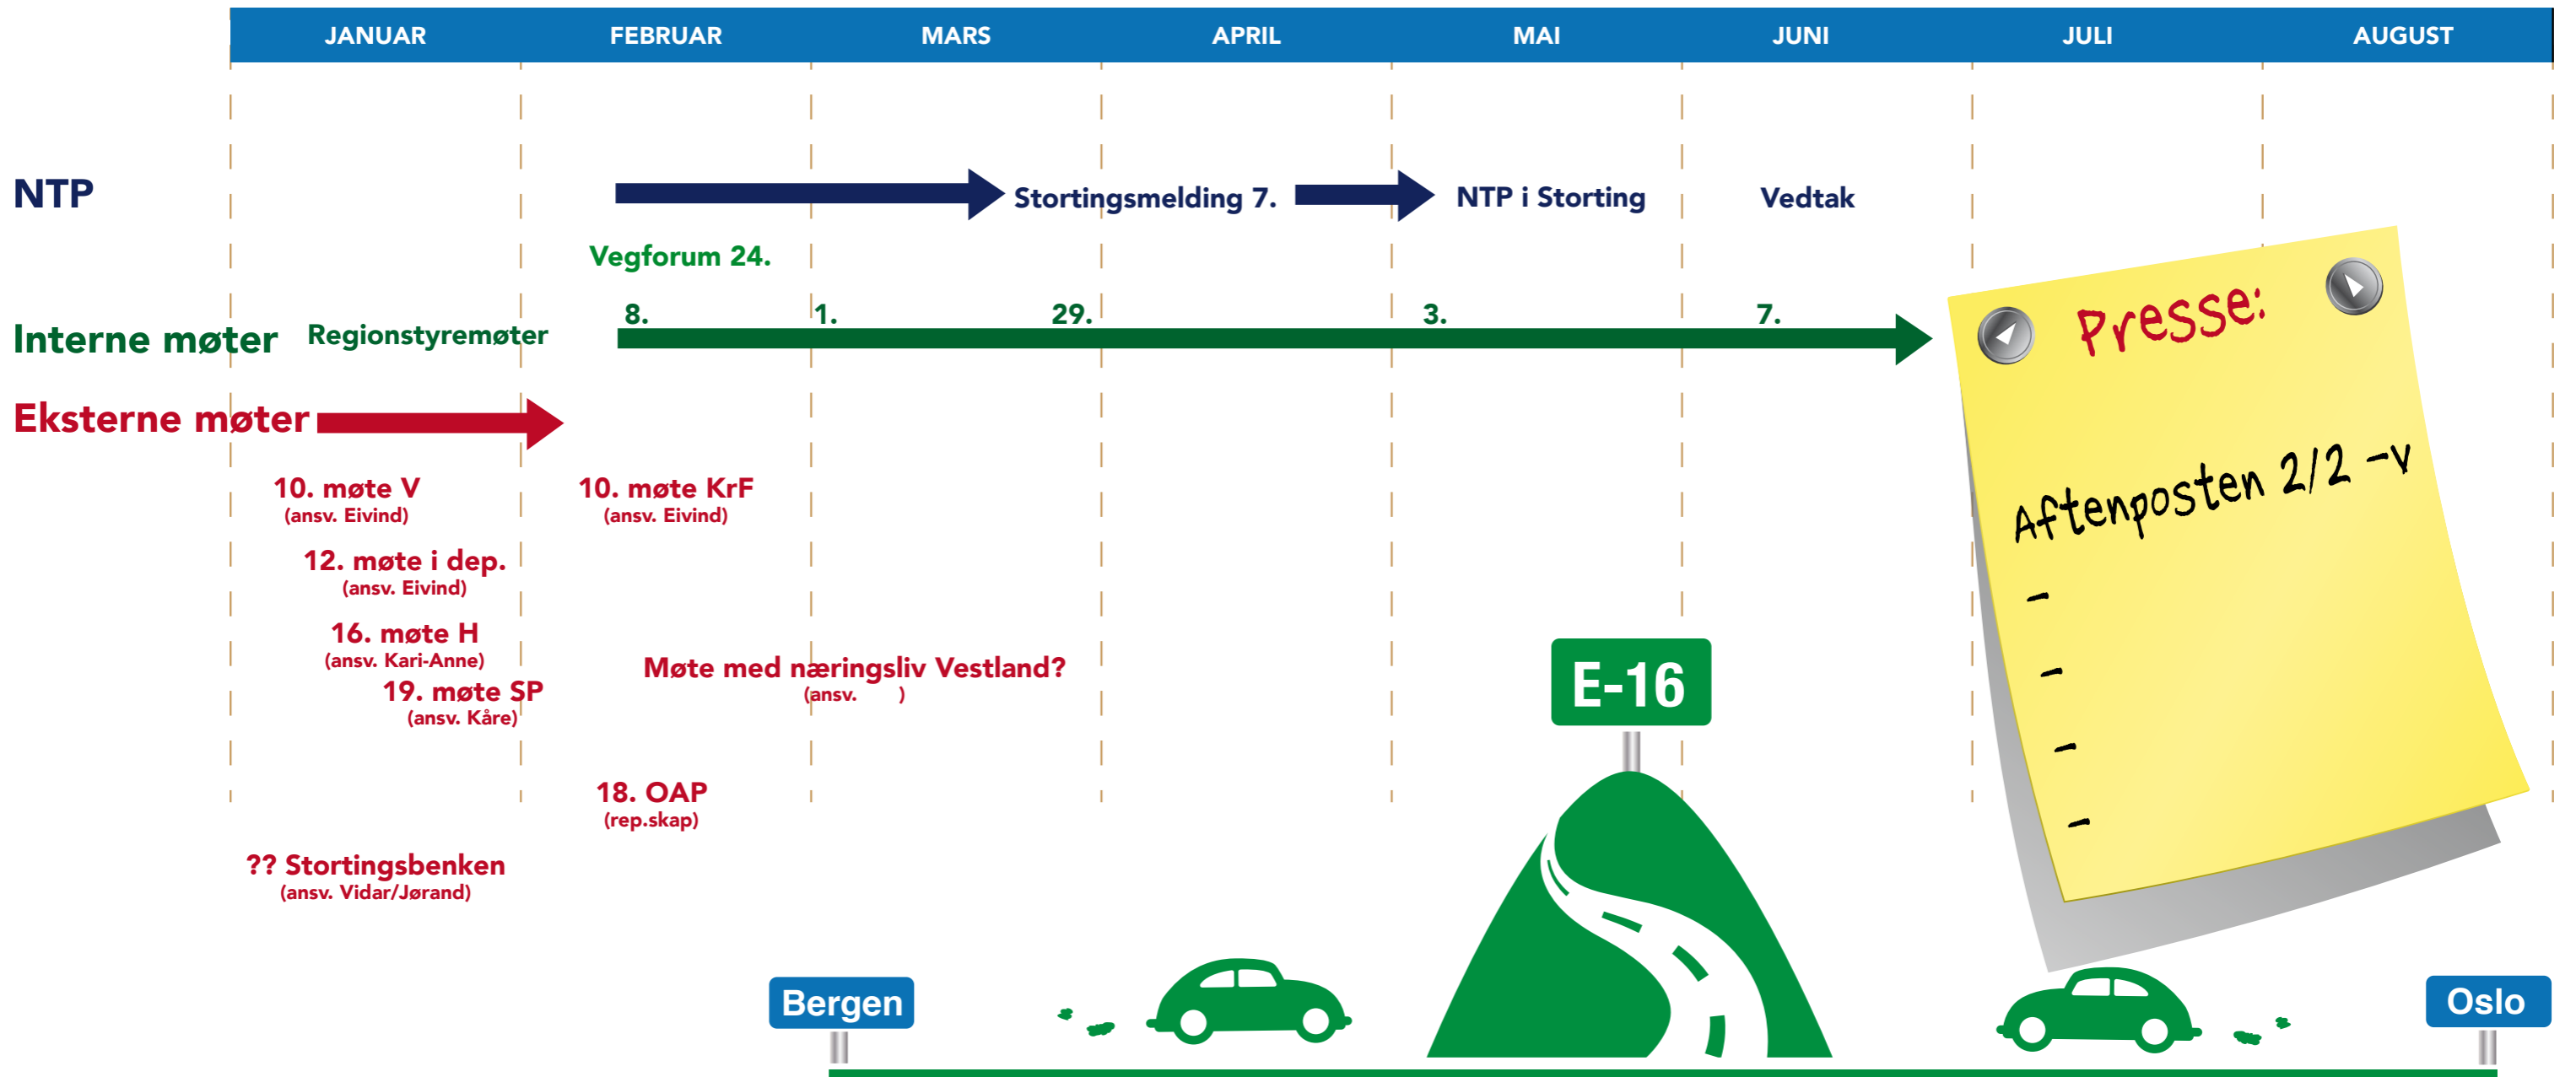 JANUAR FEBRUAR MARS APRIL MAI JUNI JULI AUGUST
NTP Stortingsmelding 7. NTP i Storting Vedtak
Vegforum 24.
8. 1. 29. 3. 7.
Interne møter Regionstyremøter
Eksterne møter
10. møte V
(ansv. Eivind)
10. møte KrF
(ansv. Eivind)
12. møte i dep.
(ansv. Eivind)
16. møte H
(ansv. Kari-Anne)
19. møte SP
(ansv. Kåre)
Møte med næringsliv Vestland?
(ansv. )
18. OAP
(rep.skap)
?? Stortingsbenken
(ansv. Vidar/Jørand)
Presse:
Aftenposten 2/2 -v
-
-
-
-
E-16
Bergen
Oslo